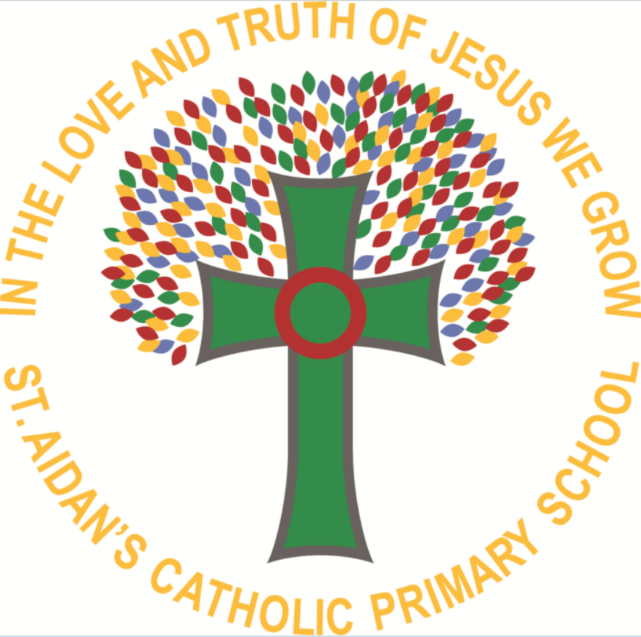 IN THE LOVE AND TRUTH OF JESUS WE GROW
ST. AIDAN'S CATHOLIC PRIMARY SCHOOL